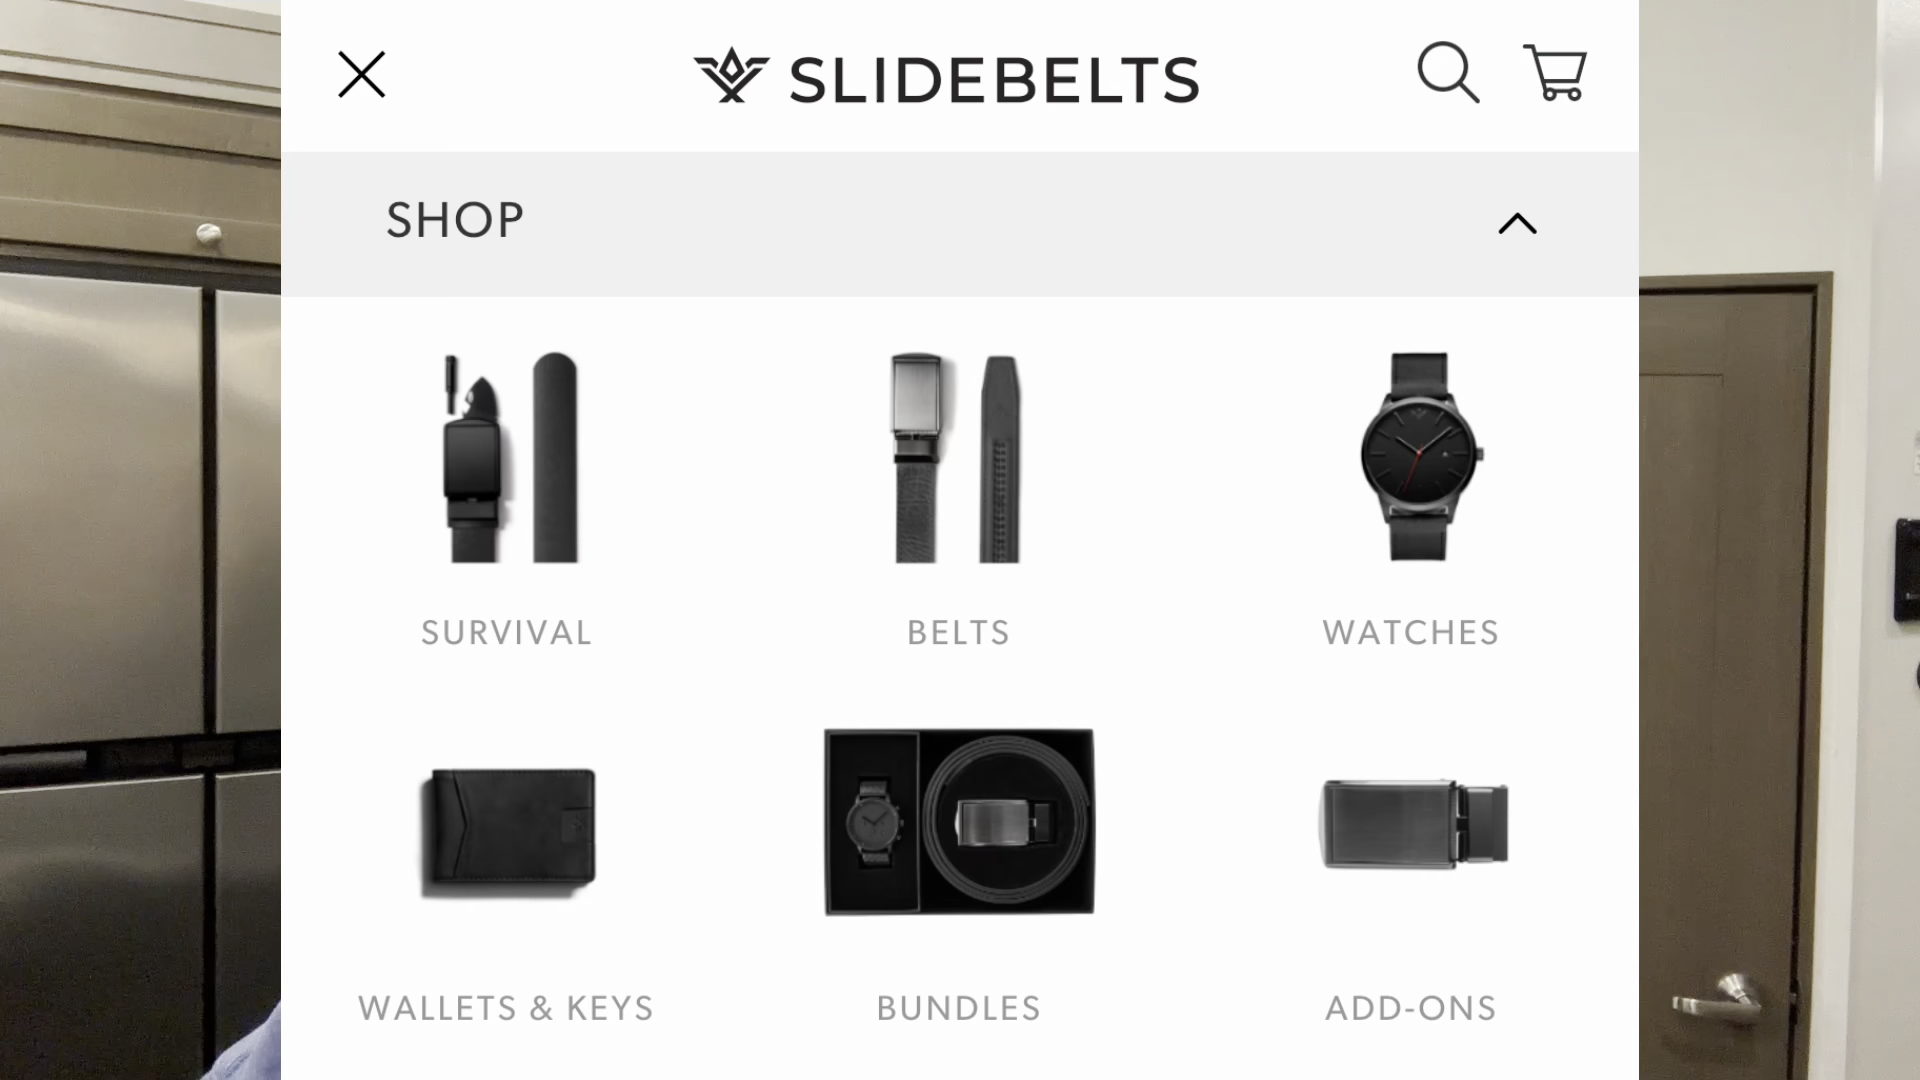 SLIDEBELTS
SHOP
SURVIVAL
BELTS
WATCHES
WALLETS & KEYS
BUNDLES
ADD-ONS